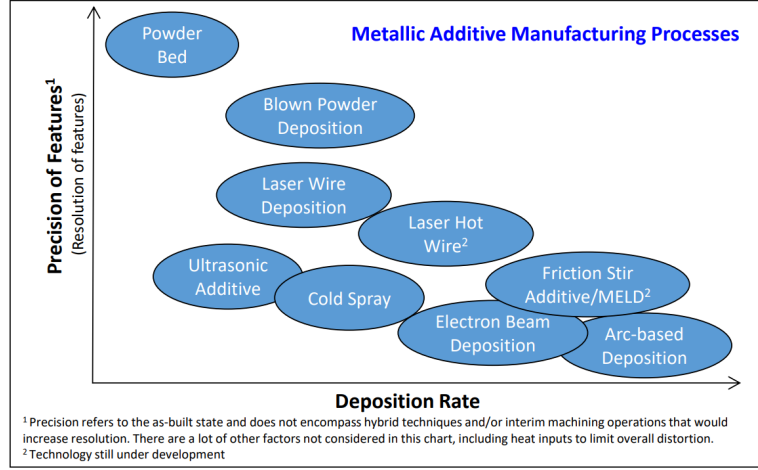 Metallic Additive Manufacturing Processes
Powder
Bed
Blown Powder
Deposition
Laser Wire
Deposition
Laser Hot
Wire²
Ultrasonic
Additive
Cold Spray
Friction Stir
Additive/MELD²
Electron Beam
Deposition
Arc-based
Deposition
Precision of Features¹
(Resolution of features)
Deposition Rate
¹ Precision refers to the as-built state and does not encompass hybrid techniques and/or interim machining operations that would
increase resolution. There are a lot of other factors not considered in this chart, including heat inputs to limit overall distortion.
² Technology still under development